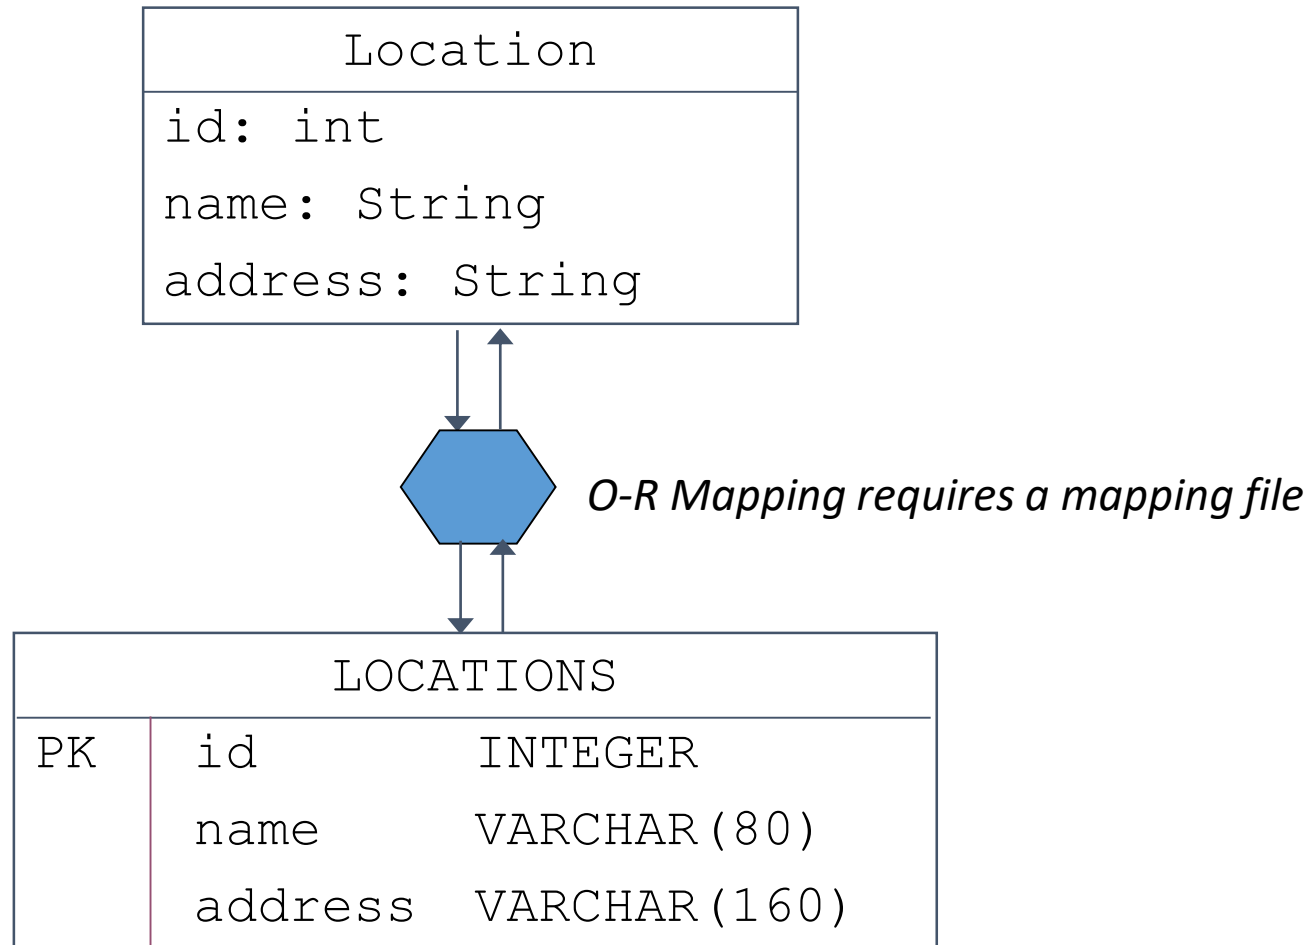 Location
id: int
name: String
address: String
O-R Mapping requires a mapping file
LOCATIONS
PK id INTEGER
name VARCHAR(80)
address VARCHAR(160)